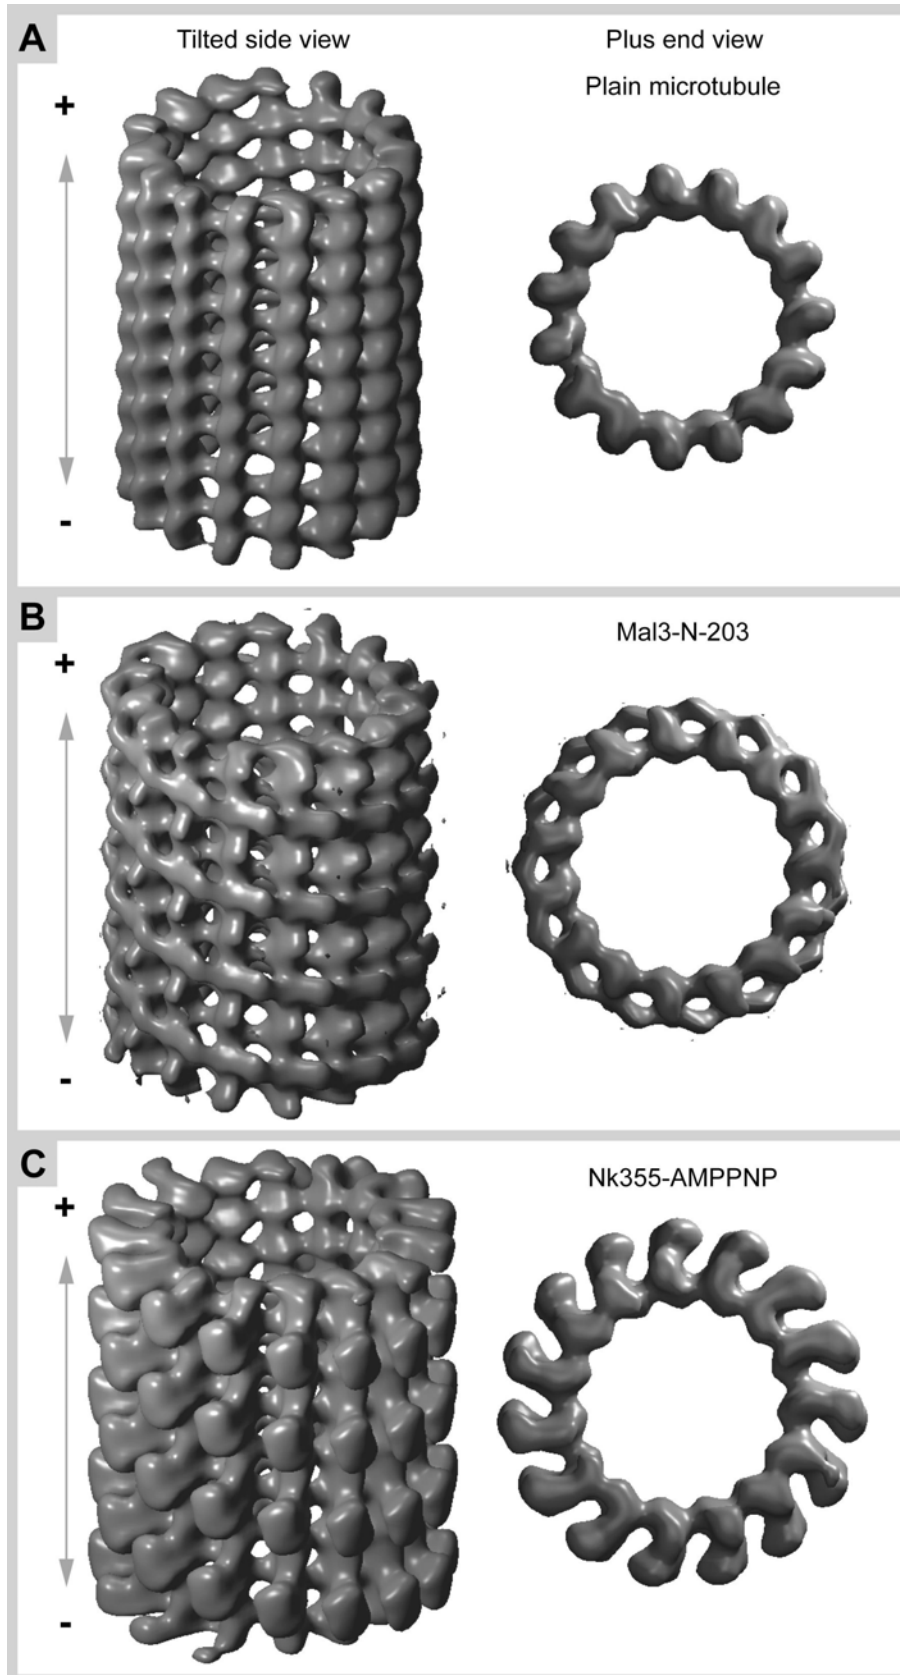 A
Tilted side view
Plus end view
Plain microtubule
+
-
B
Mal3-N-203
+
-
C
Nk355-AMPPNP
+
-